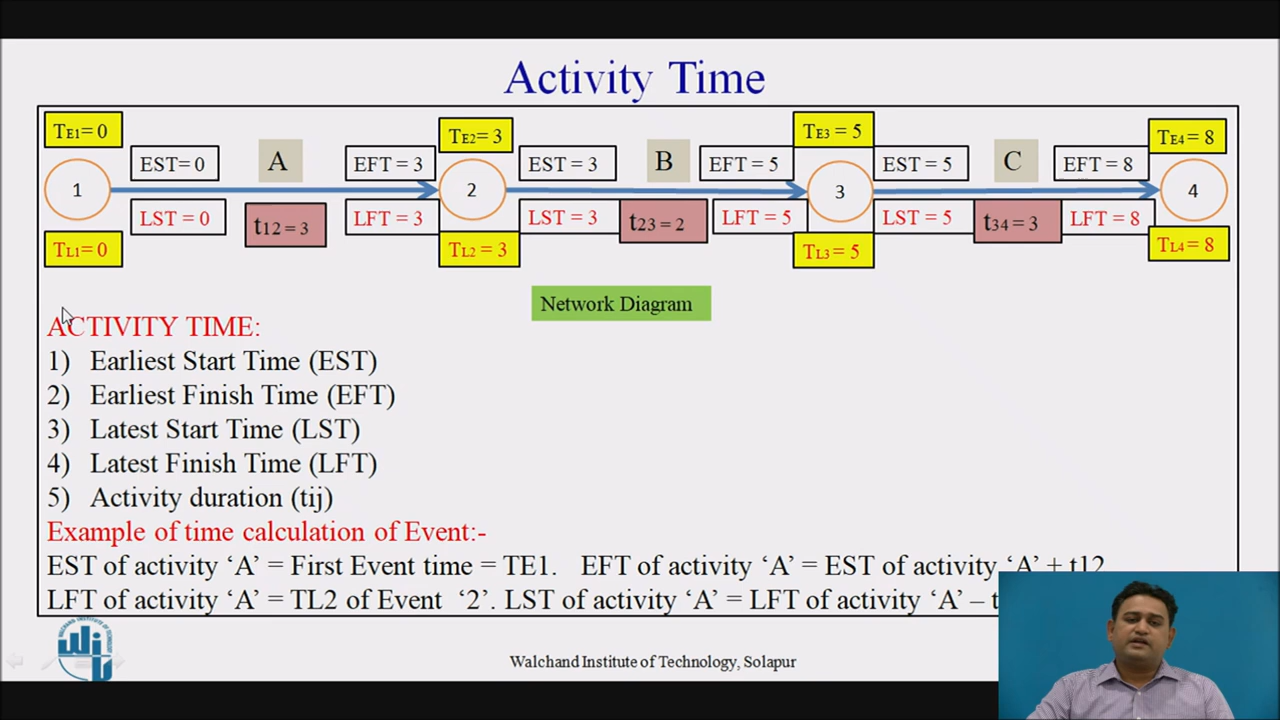 Activity Time
TE1= 0
TE2= 3
TE3 = 5
TE4 = 8
EST= 0
A
EFT = 3
EST = 3
B
EFT = 5
EST = 5
C
EFT = 8
1
2
3
4
LST = 0
t12 = 3
LFT = 3
LST = 3
t23 = 2
LFT = 5
LST = 5
t34 = 3
LFT = 8
TL1= 0
TL2 = 3
TL3 = 5
TL4 = 8
Network Diagram
ACTIVITY TIME:
1) Earliest Start Time (EST)
2) Earliest Finish Time (EFT)
3) Latest Start Time (LST)
4) Latest Finish Time (LFT)
5) Activity duration (tij)
Example of time calculation of Event:-
EST of activity ‘A’ = First Event time = TE1. EFT of activity ‘A’ = EST of activity ‘A’ + t12
LFT of activity ‘A’ = TL2 of Event ‘2’. LST of activity ‘A’ = LFT of activity ‘A’ – t
Walchand Institute of Technology, Solapur